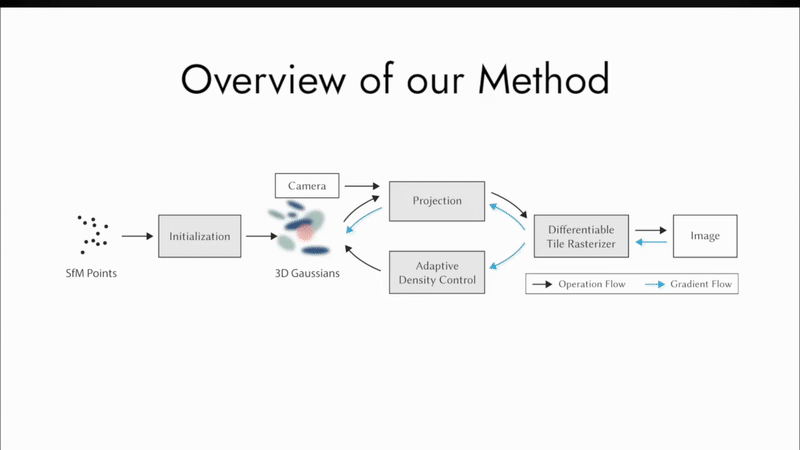 Overview of our Method
Camera
Projection
Initialization
Differentiable
Tile Rasterizer
Image
SfM Points
3D Gaussians
Adaptive
Density Control
Operation Flow
Gradient Flow